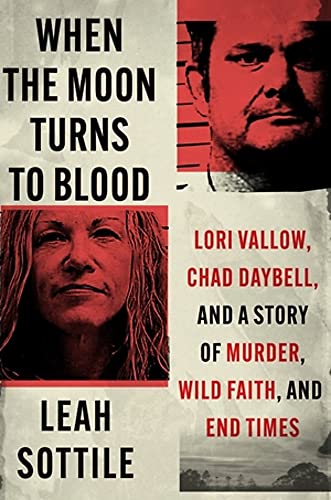 WHEN
THE MOON
TURNS
TO BLOOD
LORI VALLOW,
CHAD DAYBELL,
AND A STORY
OF MURDER,
WILD FAITH, AND
END TIMES
LEAH
SOTTILE